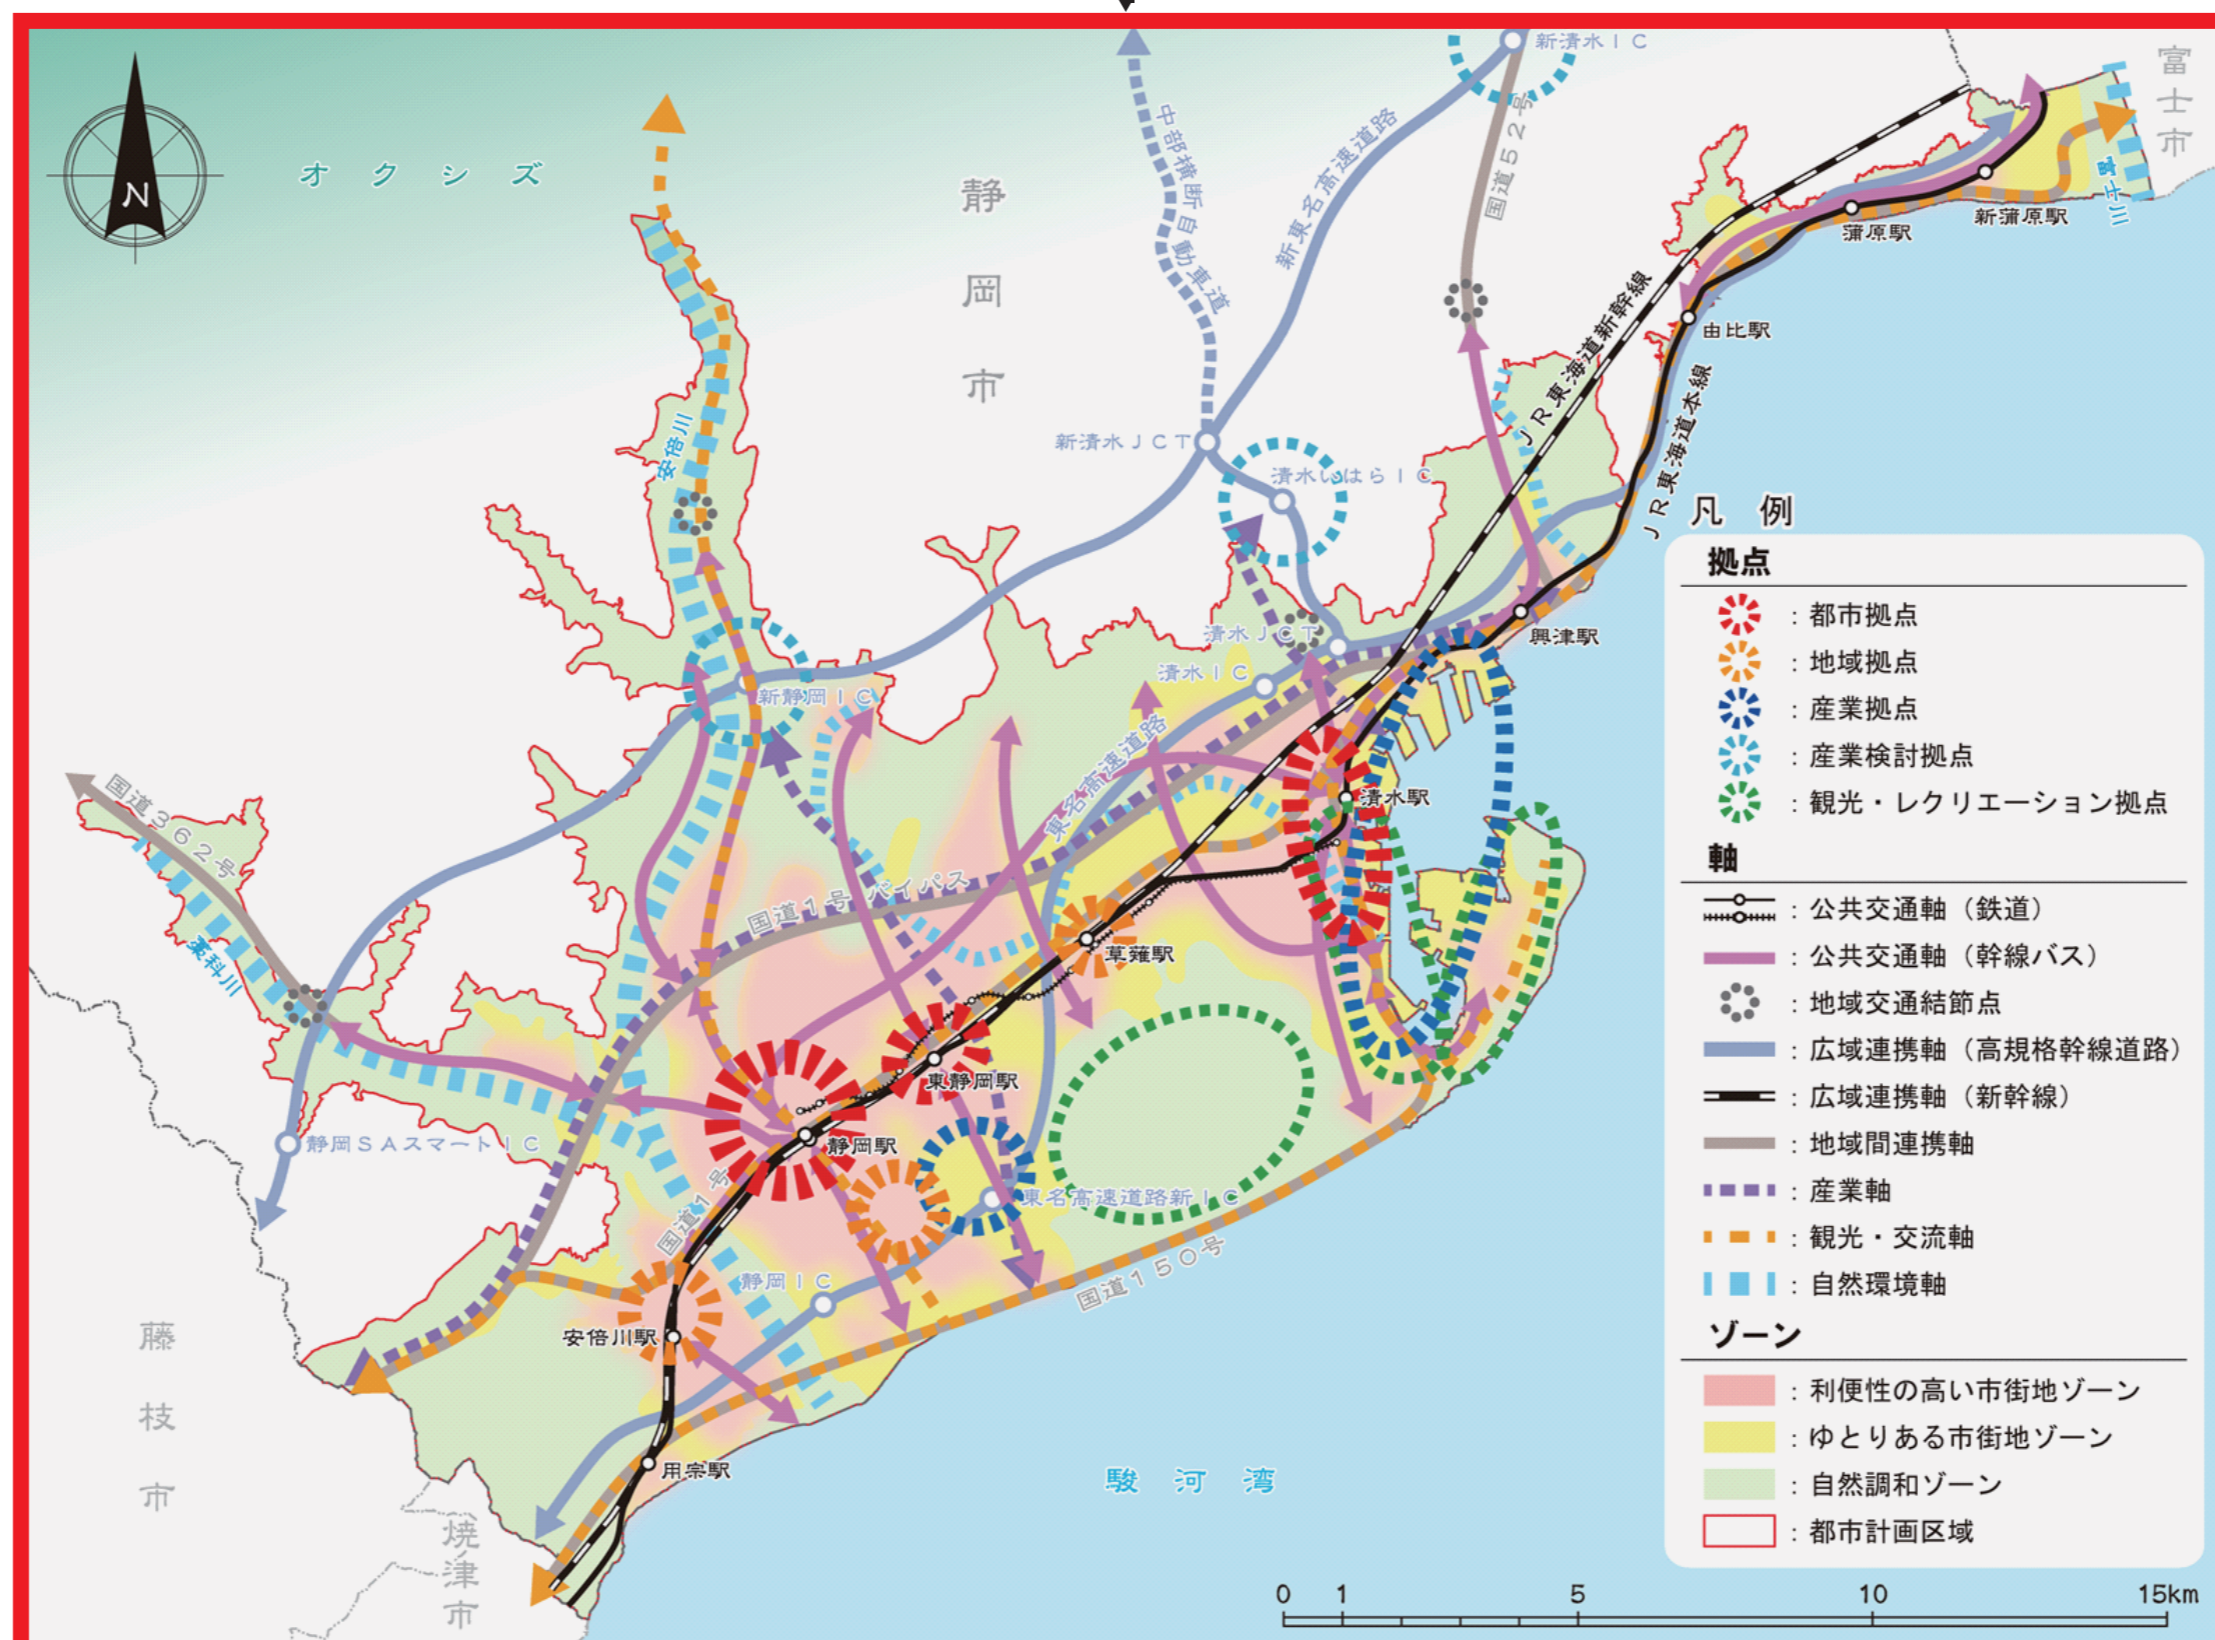 新清水ＩＣ
富士市
中部横断自動車道
新東名高速道路
国道５２号
N
オクシズ
静岡市
富士川
新蒲原駅
蒲原駅
ＪＲ東海道新幹線
由比駅
ＪＲ東海道本線
安倍川
新清水ＪＣＴ
清水いはらＩＣ
清水ＪＣＴ
興津駅
清水ＩＣ
新静岡ＩＣ
東名高速道路
国道３６２号
清水駅
国道１号バイパス
藁科川
草薙駅
東静岡駅
静岡駅
静岡ＳＡスマートＩＣ
東名高速道路新ＩＣ
国道１号
国道１５０号
静岡ＩＣ
安倍川駅
藤枝市
用宗駅
駿河湾
焼津市
凡例
拠点
：都市拠点
：地域拠点
：産業拠点
：産業検討拠点
：観光・レクリエーション拠点
軸
：公共交通軸（鉄道）
：公共交通軸（幹線バス）
：地域交通結節点
：広域連携軸（高規格幹線道路）
：広域連携軸（新幹線）
：地域間連携軸
：産業軸
：観光・交流軸
：自然環境軸
ゾーン
：利便性の高い市街地ゾーン
：ゆとりある市街地ゾーン
：自然調和ゾーン
：都市計画区域
0 1 5 10 15km